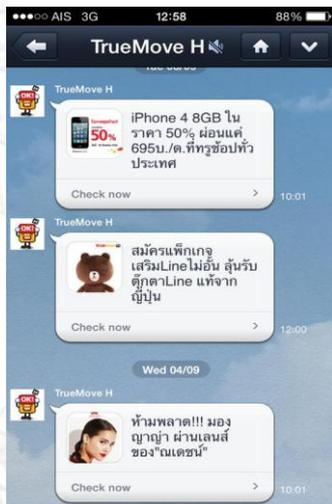 AIS 3G 12:58 88%
TrueMove H
TrueMove H
50%
iPhone 4 8GB ใน
ราคา 50% ผ่อนแค่
695บ./ด.ที่ทรูช้อปทั่ว
ประเทศ
Check now
10:01
TrueMove H
สมัครแพ็กเกจ
เสริมLineไม่อั้น ลุ้นรับ
ตุ๊กตาLine แท้จาก
ญี่ปุ่น
Check now
12:00
Wed 04/09
TrueMove H
ห้ามพลาด!!! มอง
ญาญ่า ผ่านเลนส์
ของ"ณเดชน์"
Check now
10:01